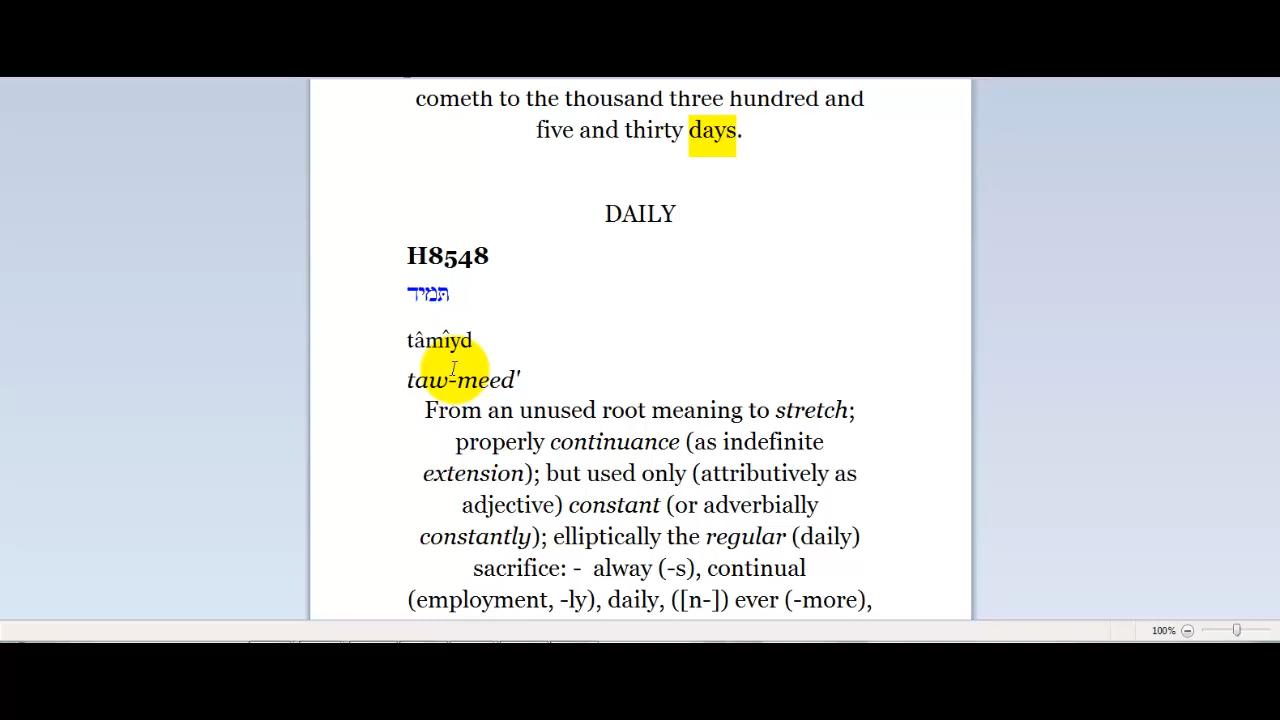 cometh to the thousand three hundred and
five and thirty days.
DAILY
H8548
תּמיד
tâmîyd
taw-meed'
From an unused root meaning to stretch;
properly continuance (as indefinite
extension); but used only (attributively as
adjective) constant (or adverbially
constantly); elliptically the regular (daily)
sacrifice: - alway (-s), continual
(employment, -ly), daily, ([n-]) ever (-more),
100%